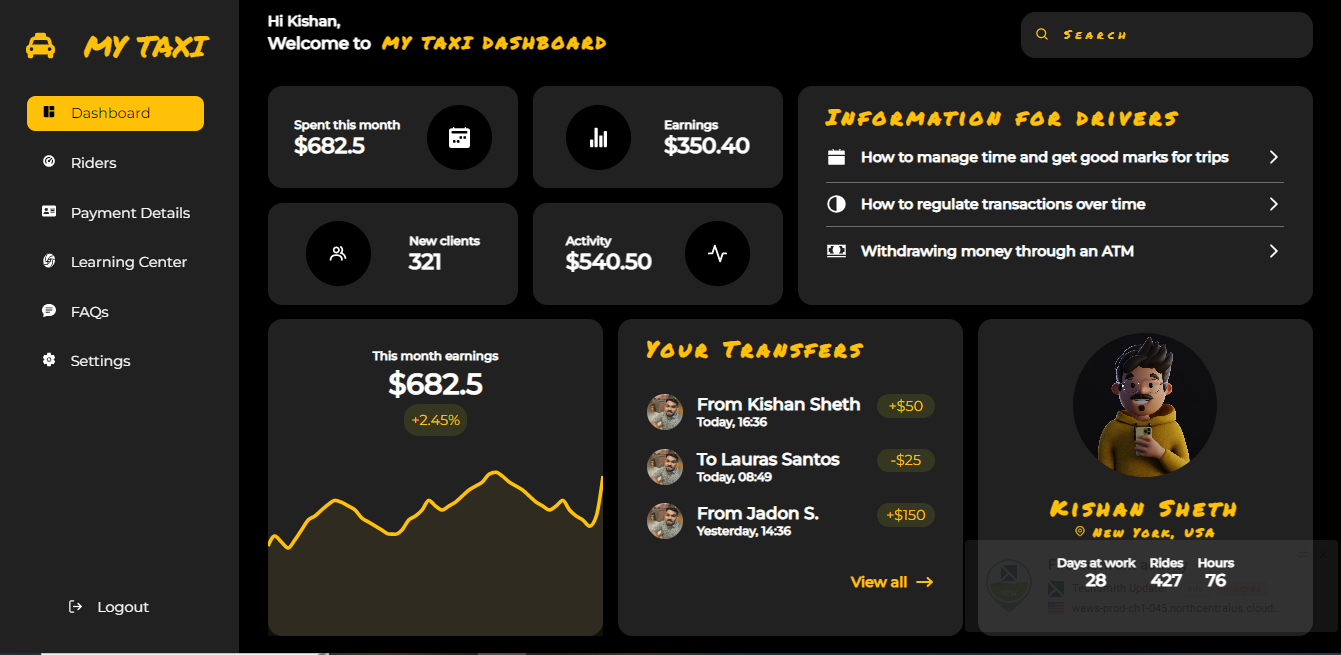 MY TAXI
Dashboard
Riders
Payment Details
Learning Center
FAQs
Settings
Logout
Hi Kishan,
Welcome to MY TAXI DASHBOARD
Search
Spent this month
$682.5
Earnings
$350.40
New clients
321
Activity
$540.50
Information for drivers
How to manage time and get good marks for trips
How to regulate transactions over time
Withdrawing money through an ATM
This month earnings
$682.5
+2.45%
Your Transfers
From Kishan Sheth
Today, 16:36
+$50
To Lauras Santos
Today, 08:49
-$25
From Jadon S.
Yesterday, 14:36
+$150
View all
Kishan Sheth
New York, USA
Days at work Rides Hours
28 427 76
TechSmith Updater
waws-prod-ch1-045.northcentralus.cloud...